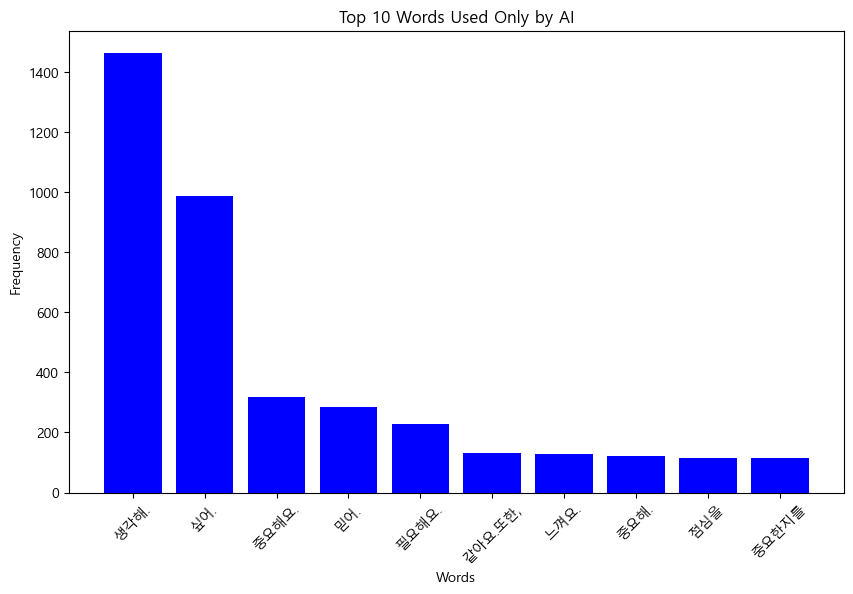 Top 10 Words Used Only by AI
1400
1200
1000
800
600
400
200
0
Frequency
생각해.
싶어.
중요해요.
믿어.
필요해요.
같아요.또한,
느껴요.
중요해.
점심을
중요한지를
Words